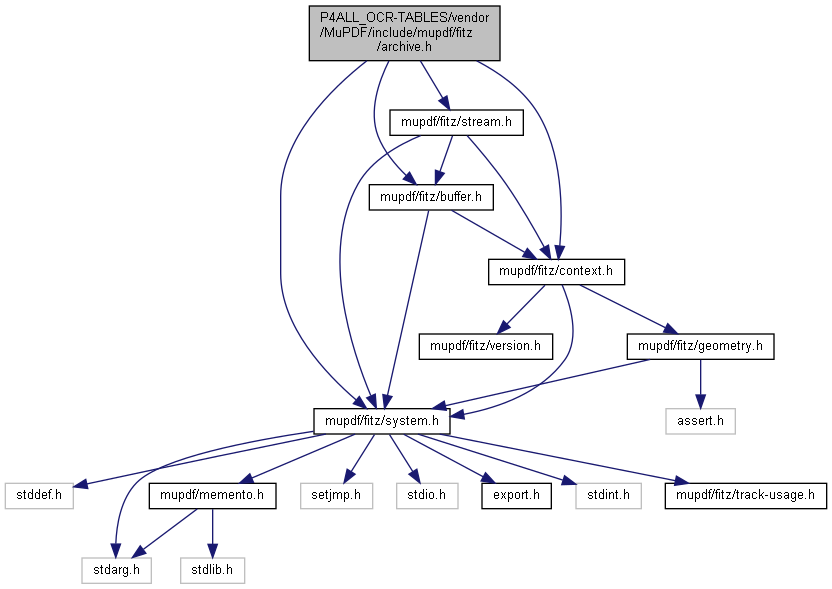 P4ALL_OCR-TABLES/vendor
/MuPDF/include/mupdf/fitz
/archive.h
mupdf/fitz/stream.h
mupdf/fitz/buffer.h
mupdf/fitz/context.h
mupdf/fitz/version.h
mupdf/fitz/geometry.h
mupdf/fitz/system.h
assert.h
stddef.h
mupdf/memento.h
setjmp.h
stdio.h
export.h
stdint.h
mupdf/fitz/track-usage.h
stdarg.h
stdlib.h